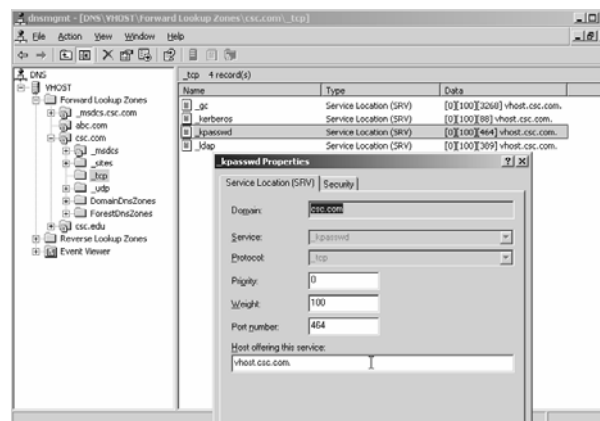 dnsmgmt - [DNS\VHOST\Forward Lookup Zones\csc.com\_tcp]
File Action View Window Help
DNS
VHOST
Forward Lookup Zones
_msdcs.csc.com
abc.com
csc.com
_msdcs
_sites
_tcp
_udp
DomainDnsZones
ForestDnsZones
csc.edu
Reverse Lookup Zones
Event Viewer
_tcp 4 record(s)
Name Type Data
_gc Service Location (SRV) [0][100][3268] vhost.csc.com.
_kerberos Service Location (SRV) [0][100][88] vhost.csc.com.
_kpasswd Service Location (SRV) [0][100][464] vhost.csc.com.
_ldap Service Location (SRV) [0][100][389] vhost.csc.com.
_kpasswd Properties
Service Location (SRV) Security
Domain: csc.com
Service: _kpasswd
Protocol: _tcp
Priority: 0
Weight: 100
Port number: 464
Host offering this service:
vhost.csc.com.